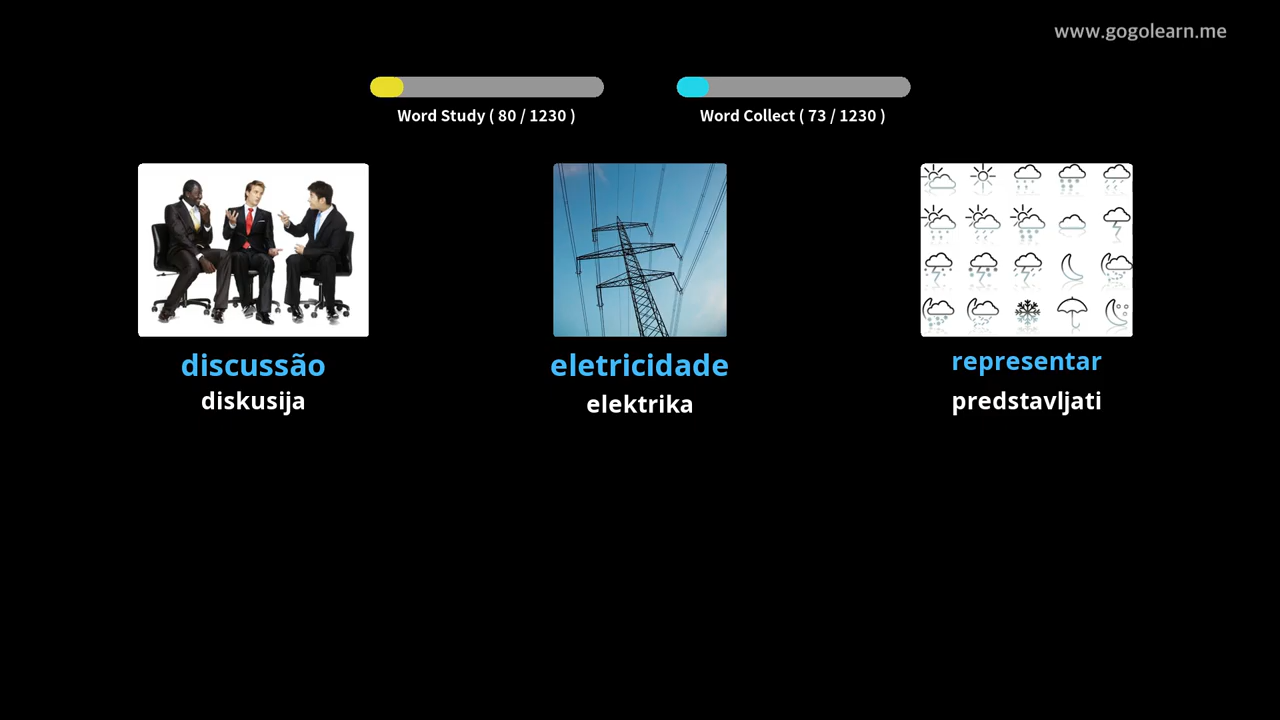 www.gogolearn.me
Word Study ( 80 / 1230 )
Word Collect ( 73 / 1230 )
discussão
diskusija
eletricidade
elektrika
representar
predstavljati